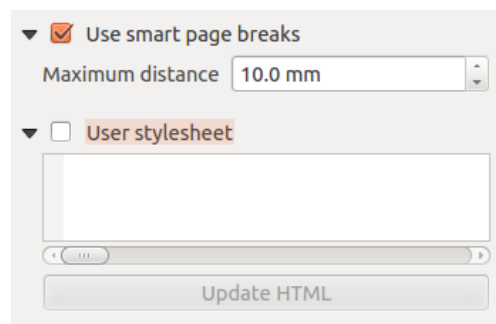 Use smart page breaks
Maximum distance 10.0 mm
User stylesheet
Update HTML